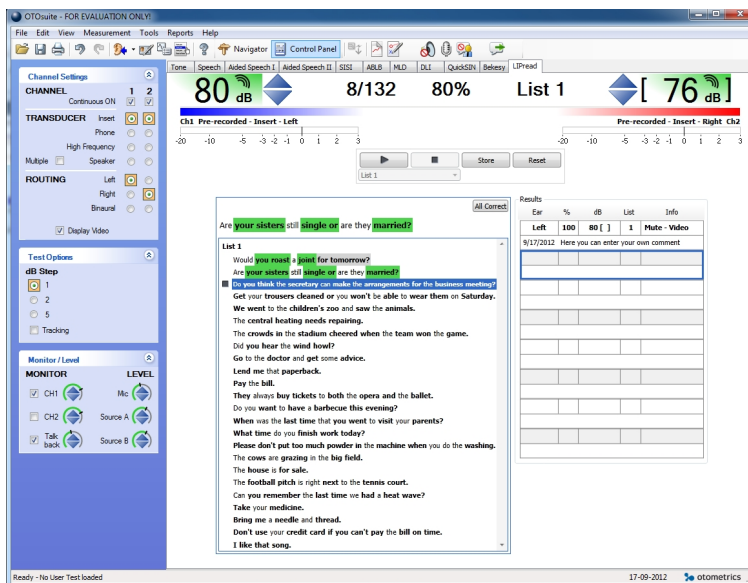 OTOsuite - FOR EVALUATION ONLY!
File Edit View Measurement Tools Reports Help
Navigator Control Panel
Tone Speech Aided Speech I Aided Speech II SISI ABLB MLD DLI QuickSIN Bekesy LIPread
Channel Settings
CHANNEL 1 2
Continuous ON
TRANSDUCER Insert
Phone
High Frequency
Multiple Speaker
ROUTING Left
Right
Binaural
Display Video
Test Options
dB Step
1
2
5
Tracking
Monitor / Level
MONITOR LEVEL
CH1 Mic
CH2 Source A
Talk back Source B
80 dB 8/132 80% List 1 [ 76 dB ]
Ch1 Pre-recorded - Insert - Left Pre-recorded - Insert - Right Ch2
-20 -10 -5 -3 -2 -1 0 1 2 3 -20 -10 -5 -3 -2 -1 0 1 2 3
Store Reset
List 1
All Correct
Are your sisters still single or are they married?
List 1
Would you roast a joint for tomorrow?
Are your sisters still single or are they married?
Do you think the secretary can make the arrangements for the business meeting?
Get your trousers cleaned or you won't be able to wear them on Saturday.
We went to the children's zoo and saw the animals.
The central heating needs repairing.
The crowds in the stadium cheered when the team won the game.
Did you hear the wind howl?
Go to the doctor and get some advice.
Lend me that paperback.
Pay the bill.
They always buy tickets to both the opera and the ballet.
Do you want to have a barbecue this evening?
When was the last time that you went to visit your parents?
What time do you finish work today?
Please don't put too much powder in the machine when you do the washing.
The cows are grazing in the big field.
The house is for sale.
The football pitch is right next to the tennis court.
Can you remember the last time we had a heat wave?
Take your medicine.
Bring me a needle and thread.
Don't use your credit card if you can't pay the bill on time.
I like that song.
Results
Ear % dB List Info
Left 100 80 [ ] 1 Mute - Video
9/17/2012 Here you can enter your own comment
Ready - No User Test loaded 17-09-2012 otometrics